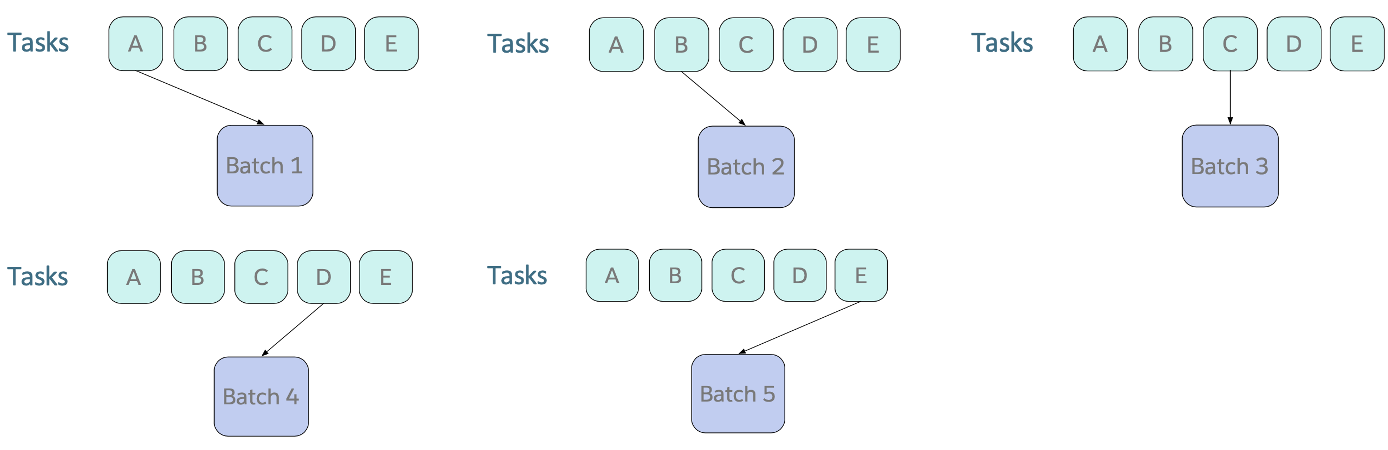 Tasks A B C D E
Batch 1
Tasks A B C D E
Batch 2
Tasks A B C D E
Batch 3
Tasks A B C D E
Batch 4
Tasks A B C D E
Batch 5